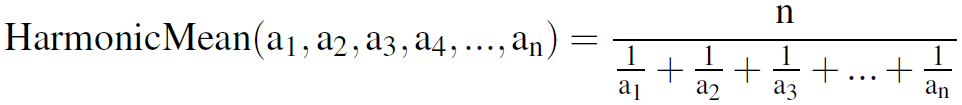 HarmonicMean(a₁, a₂, a₃, a₄, ..., aₙ) = n / (1/a₁ + 1/a₂ + 1/a₃ + ... + 1/aₙ)